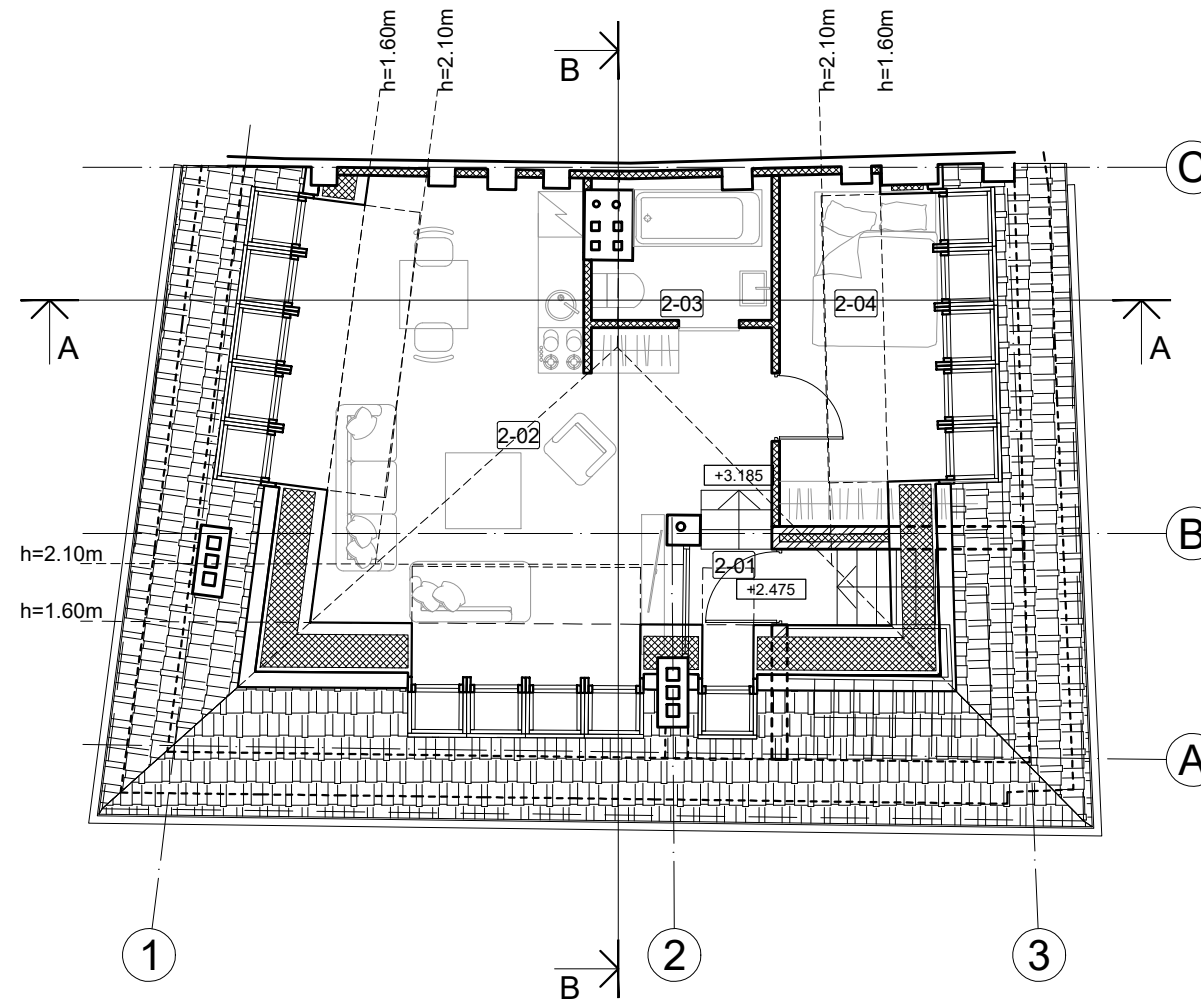 h=1.60m
h=2.10m
h=2.10m
h=1.60m
B
C
A
A
2-03
2-04
2-02
+3.185
B
h=2.10m
2-01
+2.475
h=1.60m
A
1
2
3
B